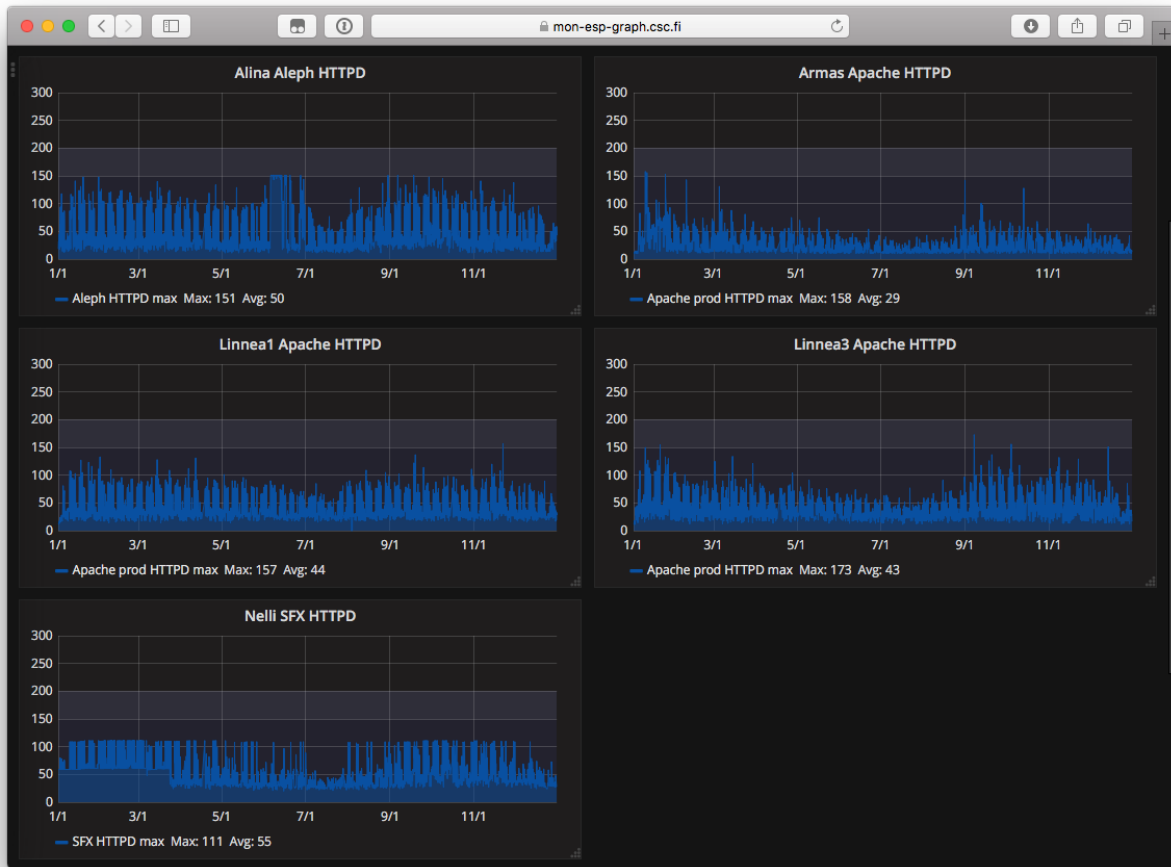 mon-esp-graph.csc.fi
Alina Aleph HTTPD
300
250
200
150
100
50
0
1/1 3/1 5/1 7/1 9/1 11/1
Aleph HTTPD max Max: 151 Avg: 50
Armas Apache HTTPD
300
250
200
150
100
50
0
1/1 3/1 5/1 7/1 9/1 11/1
Apache prod HTTPD max Max: 158 Avg: 29
Linnea1 Apache HTTPD
300
250
200
150
100
50
0
1/1 3/1 5/1 7/1 9/1 11/1
Apache prod HTTPD max Max: 157 Avg: 44
Linnea3 Apache HTTPD
300
250
200
150
100
50
0
1/1 3/1 5/1 7/1 9/1 11/1
Apache prod HTTPD max Max: 173 Avg: 43
Nelli SFX HTTPD
300
250
200
150
100
50
0
1/1 3/1 5/1 7/1 9/1 11/1
SFX HTTPD max Max: 111 Avg: 55